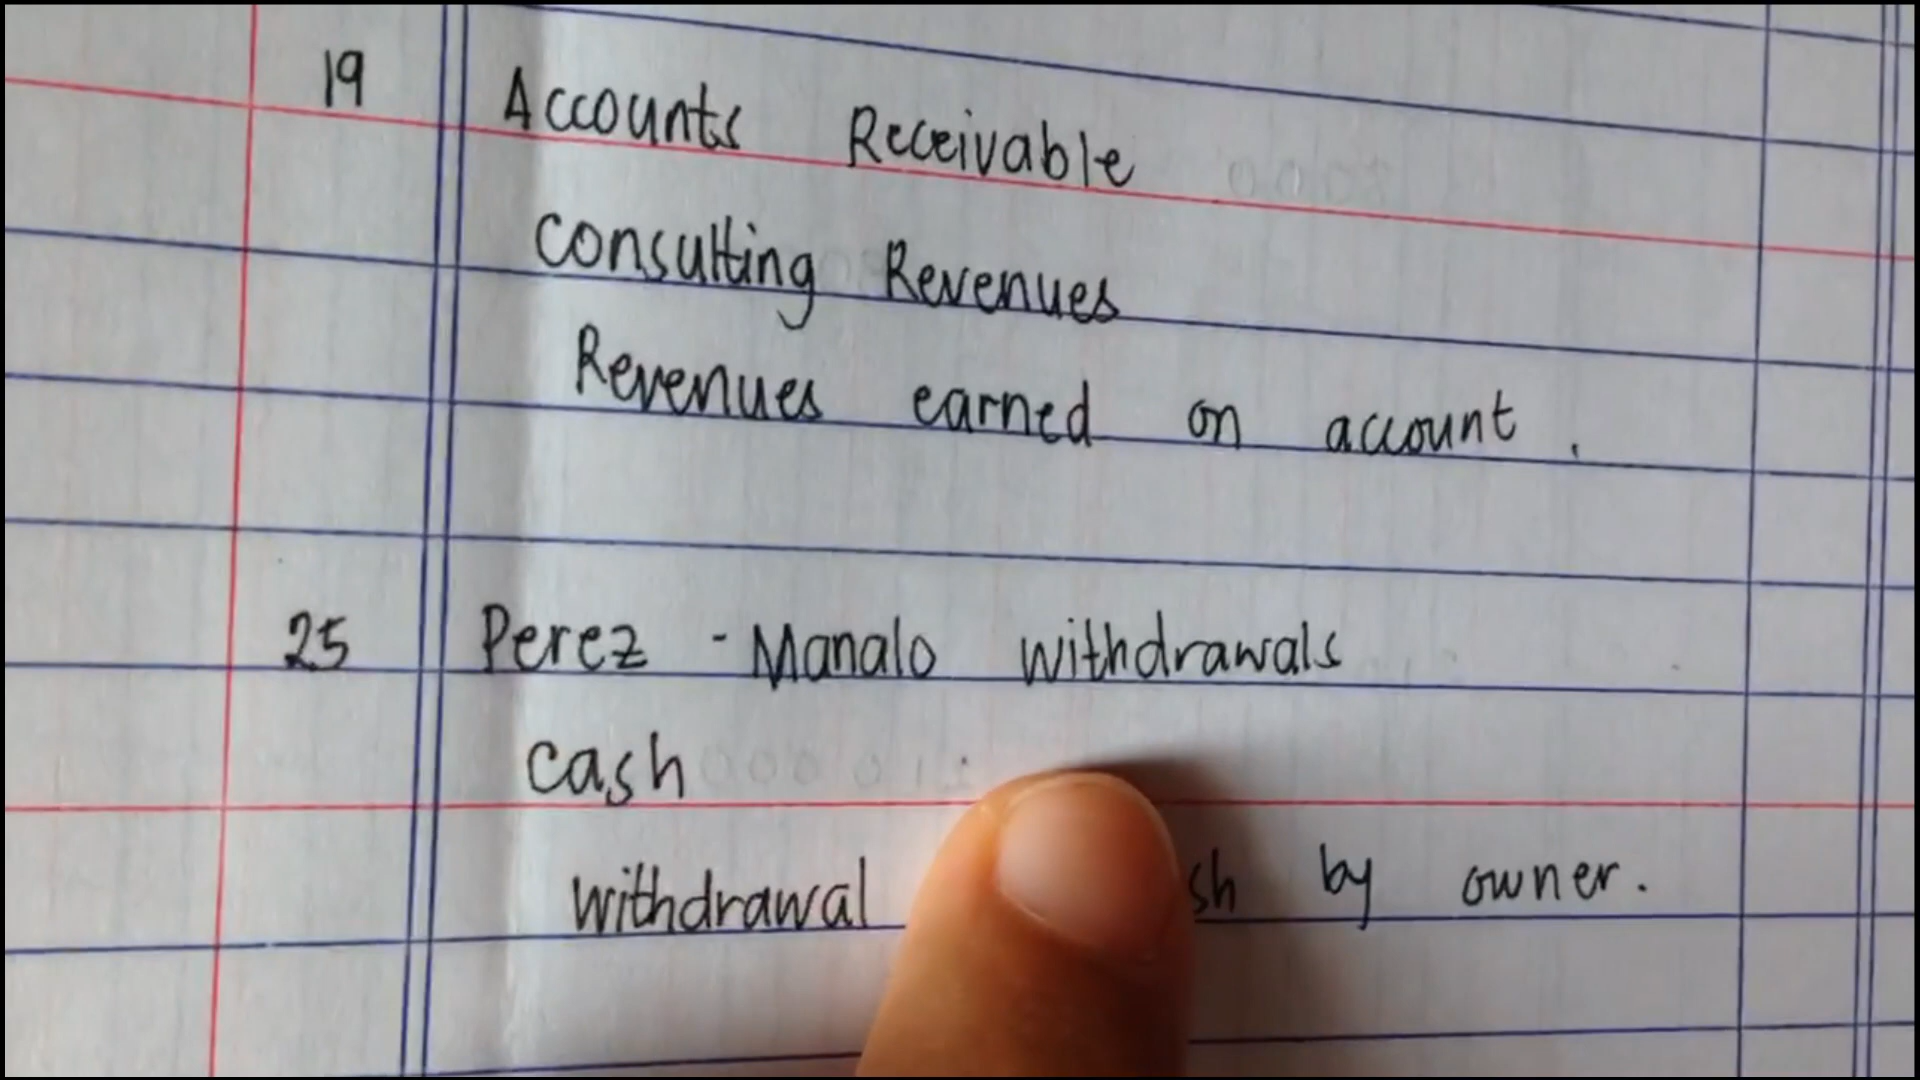 19 Accounts Receivable
Consulting Revenues
Revenues earned on account.
25 Perez - Manalo withdrawals
cash
withdrawal sh by owner.